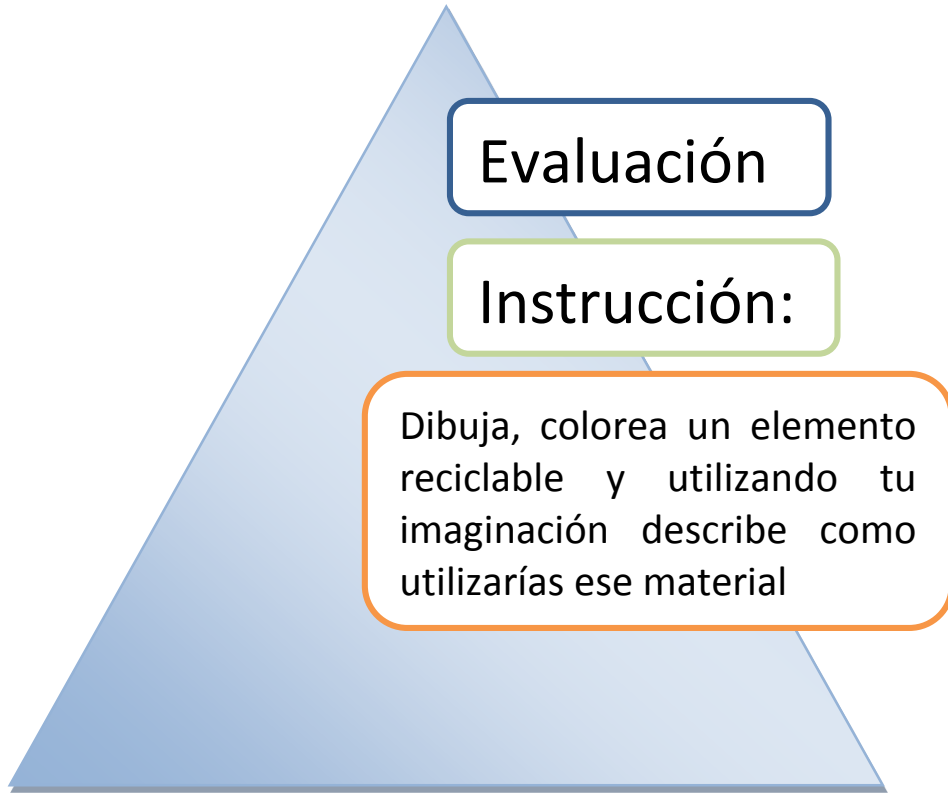 Evaluación
Instrucción:
Dibuja, colorea un elemento
reciclable y utilizando tu
imaginación describe como
utilizarías ese material